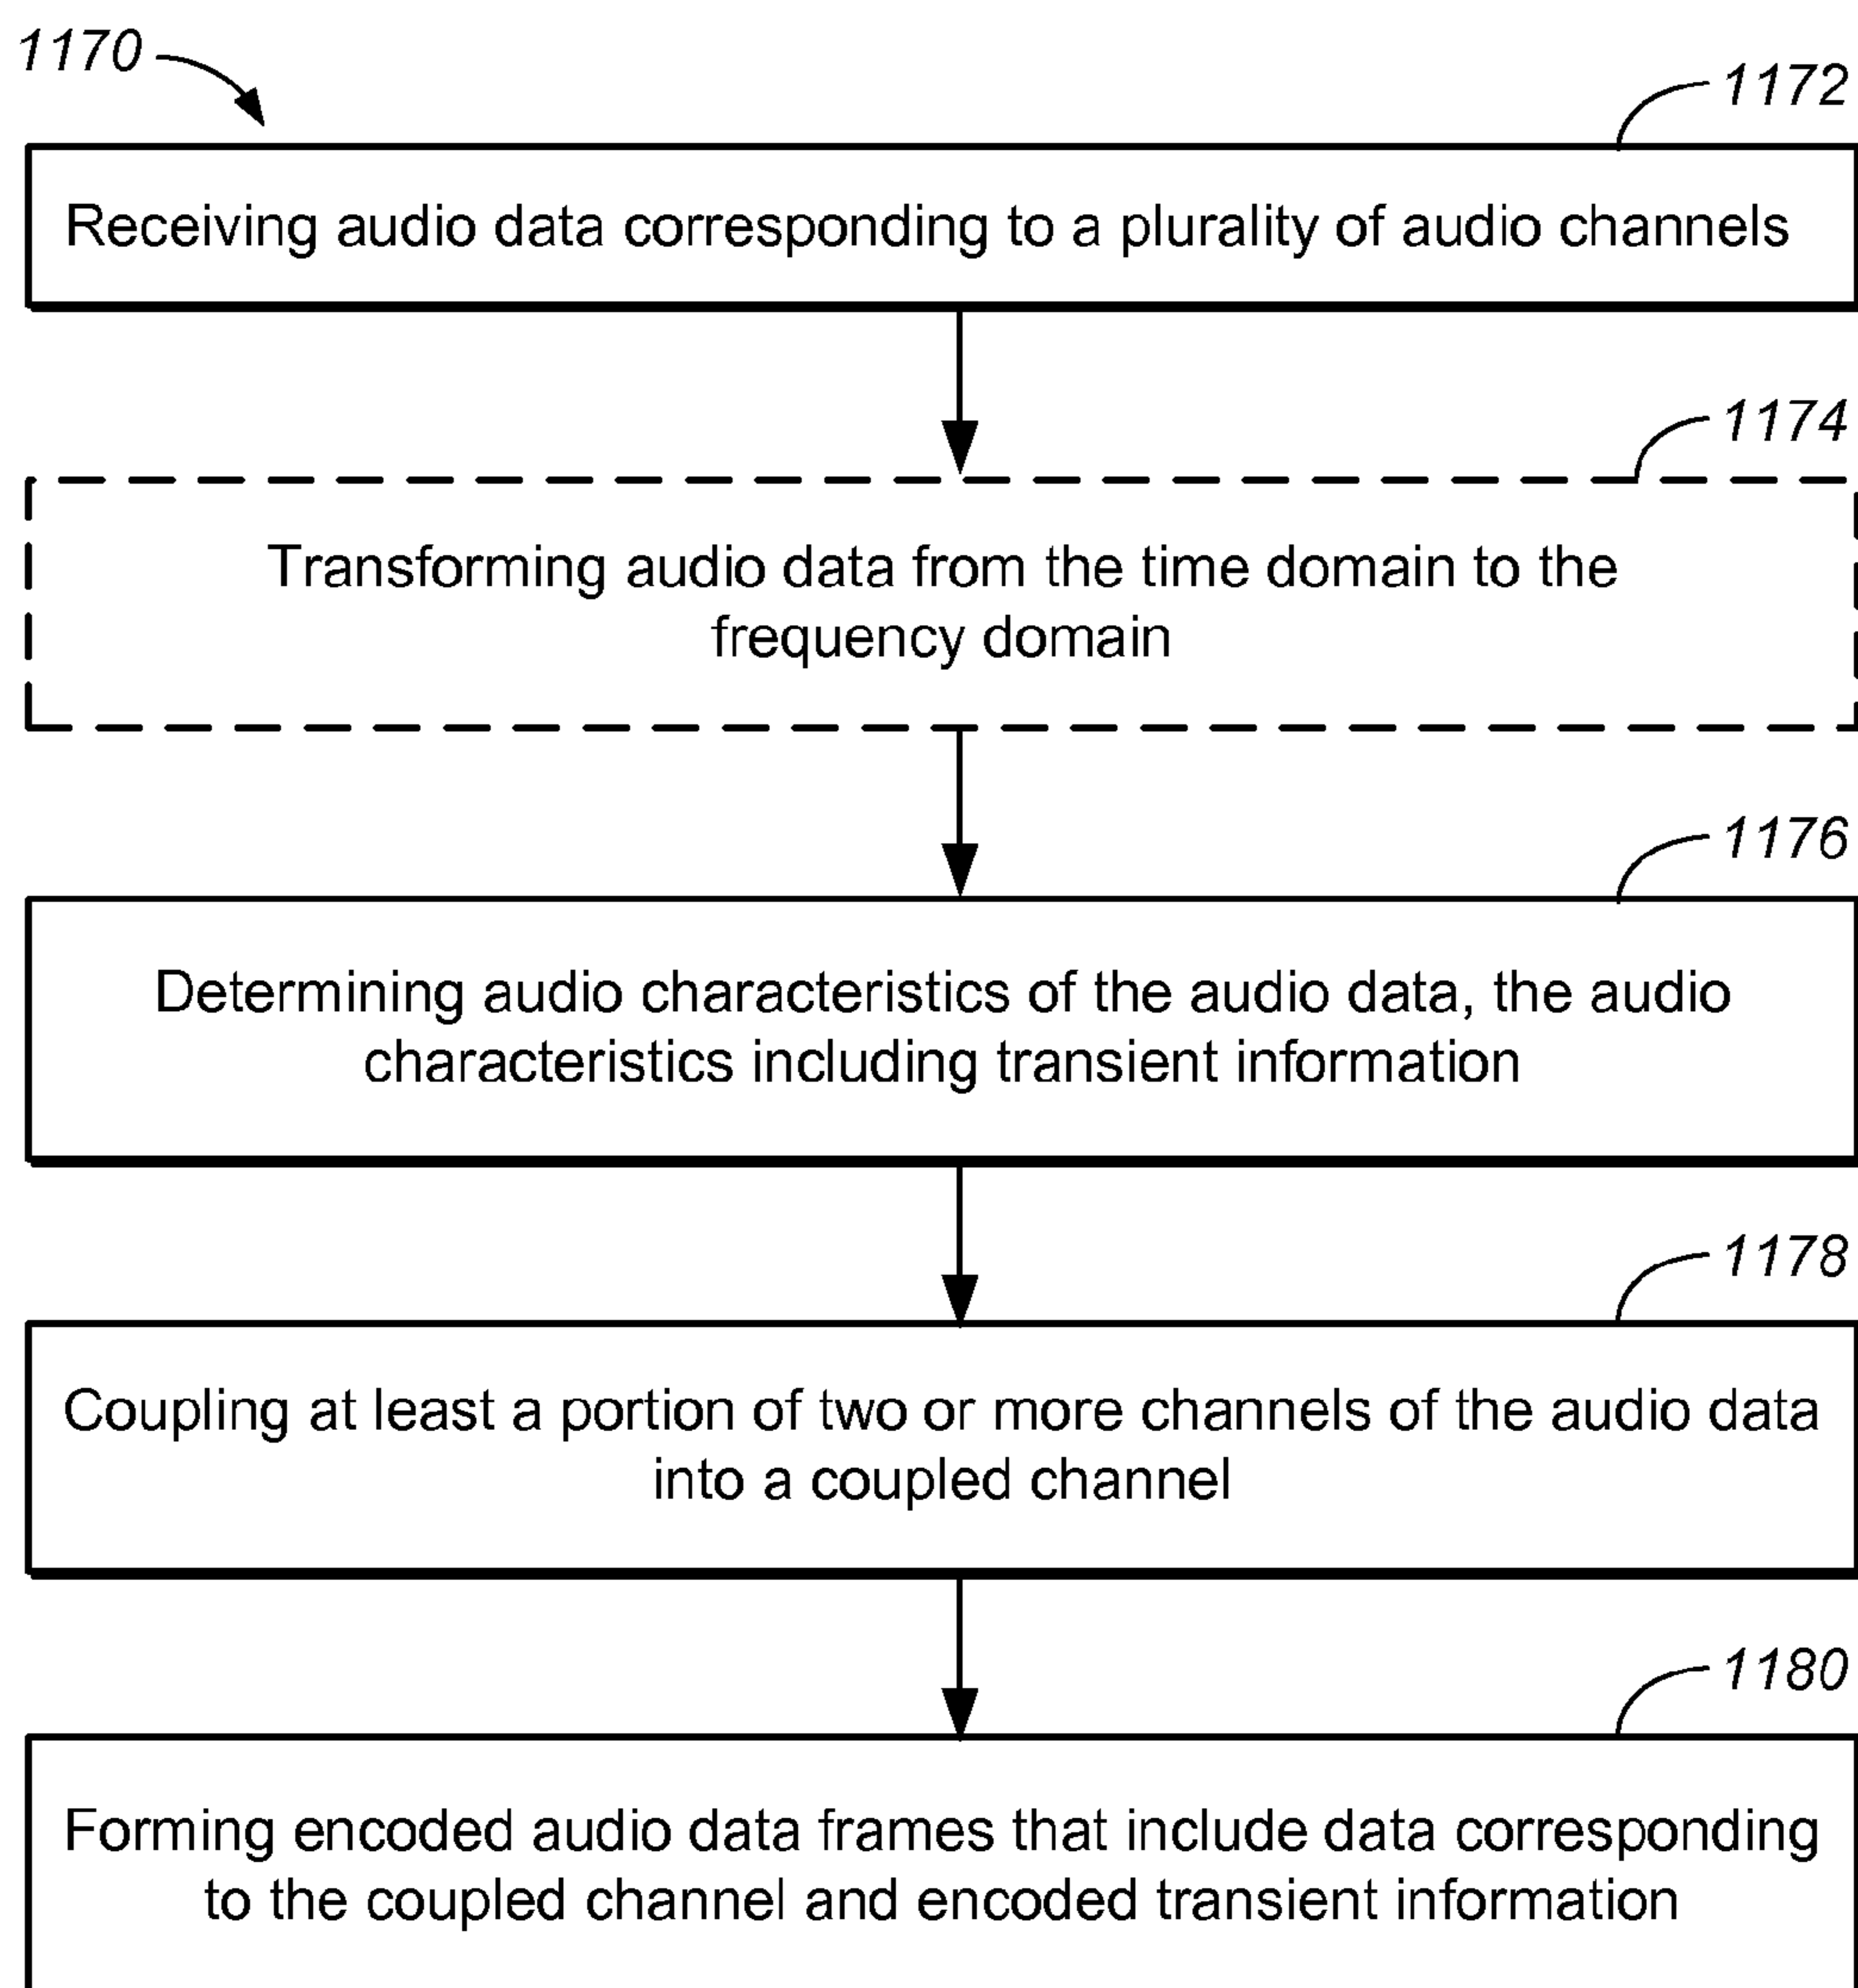 1170
1172
Receiving audio data corresponding to a plurality of audio channels
1174
Transforming audio data from the time domain to the
frequency domain
1176
Determining audio characteristics of the audio data, the audio
characteristics including transient information
1178
Coupling at least a portion of two or more channels of the audio data
into a coupled channel
1180
Forming encoded audio data frames that include data corresponding
to the coupled channel and encoded transient information